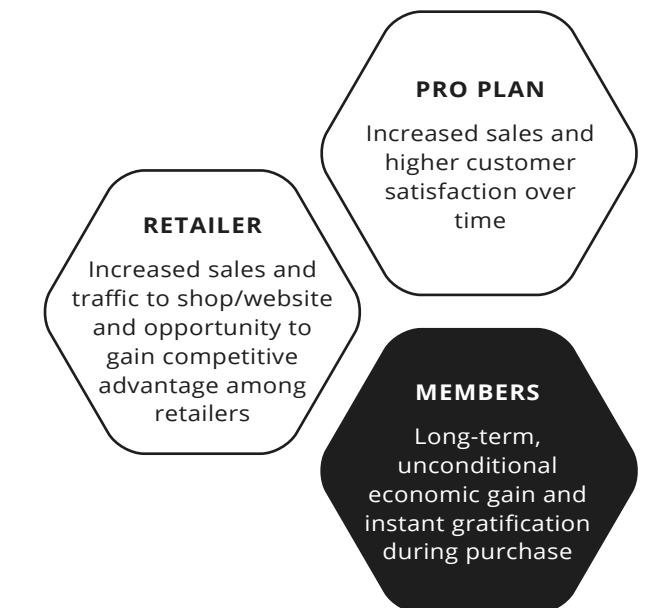 PRO PLAN
Increased sales and
higher customer
satisfaction over
time
RETAILER
Increased sales and
traffic to shop/website
and opportunity to
gain competitive
advantage among
retailers
MEMBERS
Long-term,
unconditional
economic gain and
instant gratification
during purchase